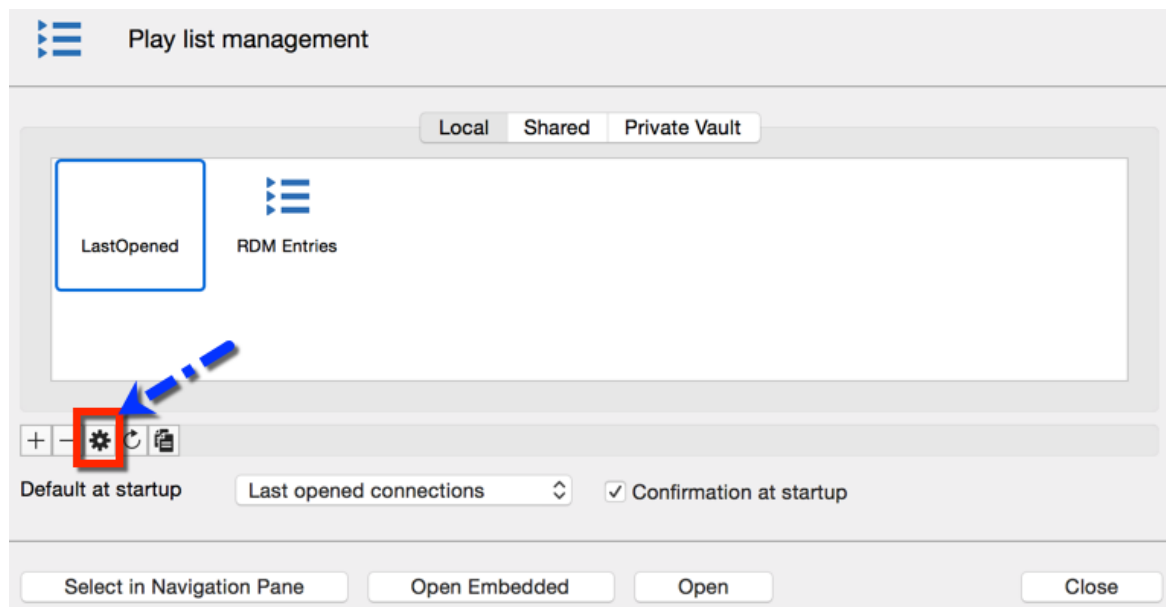 Play list management
Local Shared Private Vault
LastOpened RDM Entries
Default at startup Last opened connections Confirmation at startup
Select in Navigation Pane Open Embedded Open Close